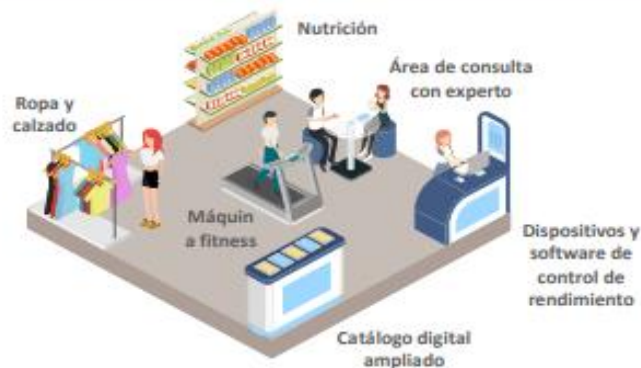 Nutrición
Área de consulta
con experto
Ropa y
calzado
Máquin
a fitness
Dispositivos y
software de
control de
rendimiento
Catálogo digital
ampliado